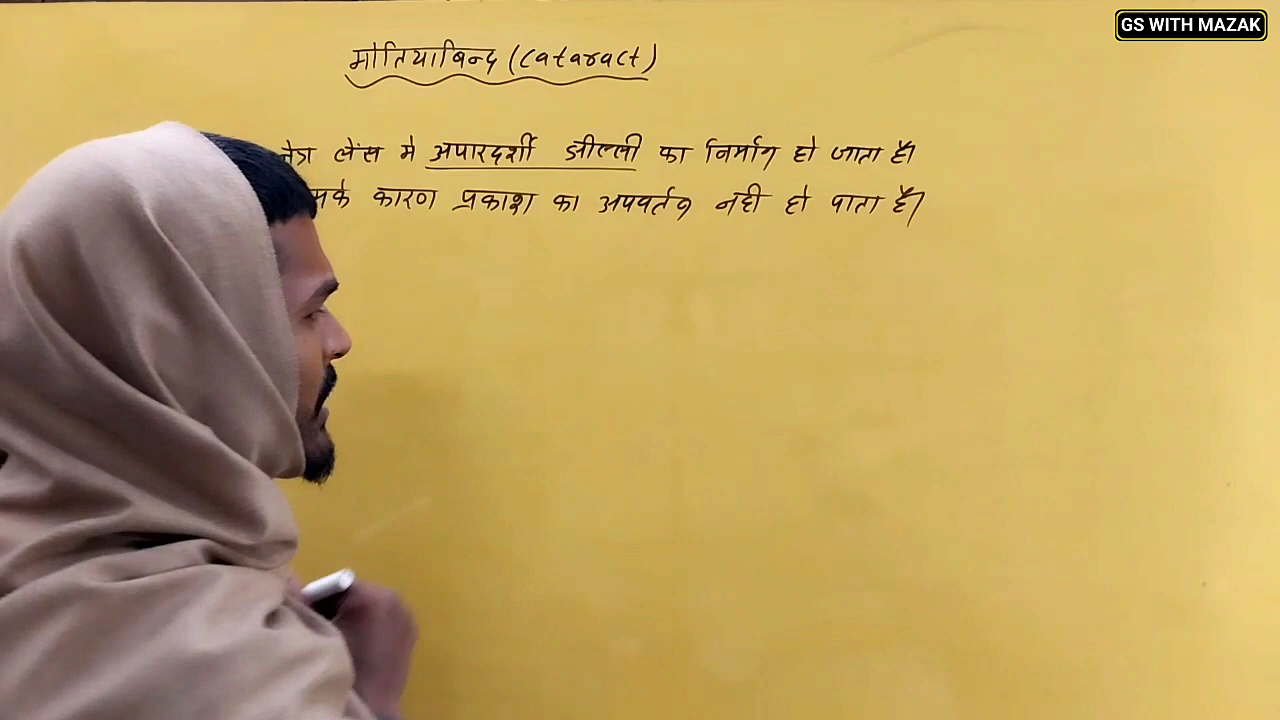 GS WITH MAZAK
मोतियाबिन्द (Cataract)
नेत्र लेंस मे अपारदर्शी झील्ली का निर्माण हो जाता है।
कारण प्रकाश का अपवर्तन नही हो पाता है।